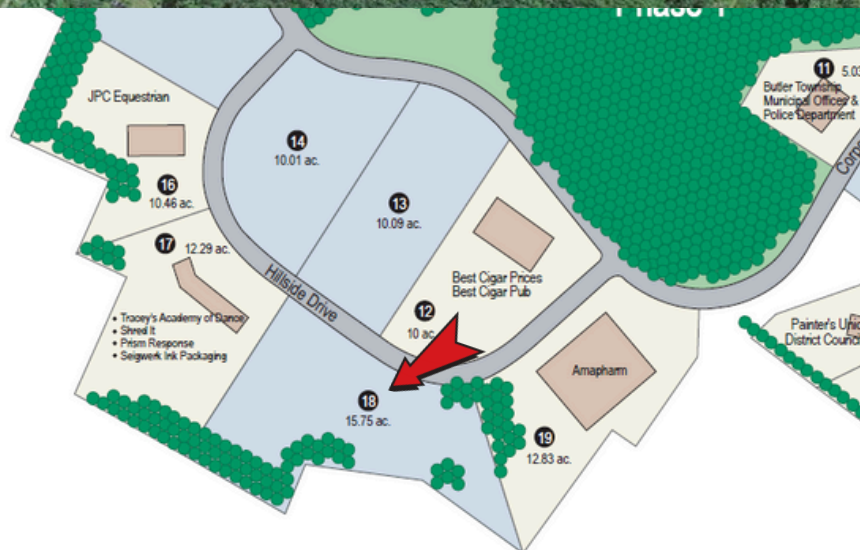 Phase 1
11 5.03
Butler Township
Municipal Offices &
Police Department
JPC Equestrian
14
10.01 ac.
16
10.46 ac.
13
10.09 ac.
17 12.29 ac.
Hillside Drive
Best Cigar Prices
Best Cigar Pub
12
10 ac.
• Tracey's Academy of Dance
• Shred It
• Prism Response
• Seigwerk Ink Packaging
Amapharm
18
15.75 ac.
19
12.83 ac.
Painter's
District